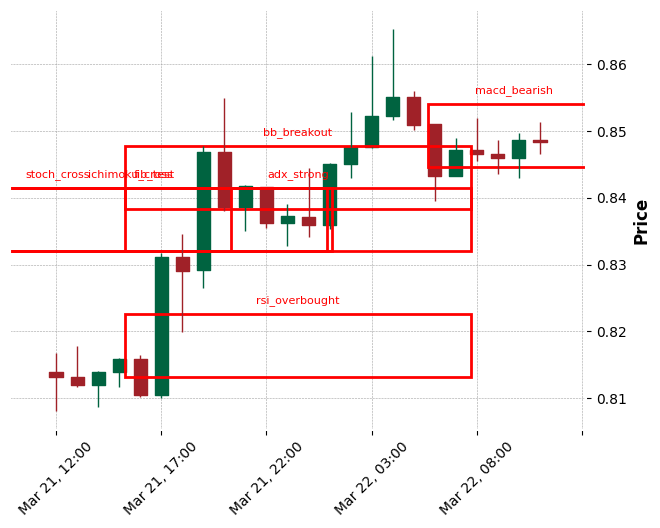 0.86
macd_bearish
0.85
bb_breakout
stoch_cross
ichimoku
fib_test
adx_strong
0.84
0.83
Price
rsi_overbought
0.82
0.81
Mar 21, 12:00
Mar 21, 17:00
Mar 21, 22:00
Mar 22, 03:00
Mar 22, 08:00